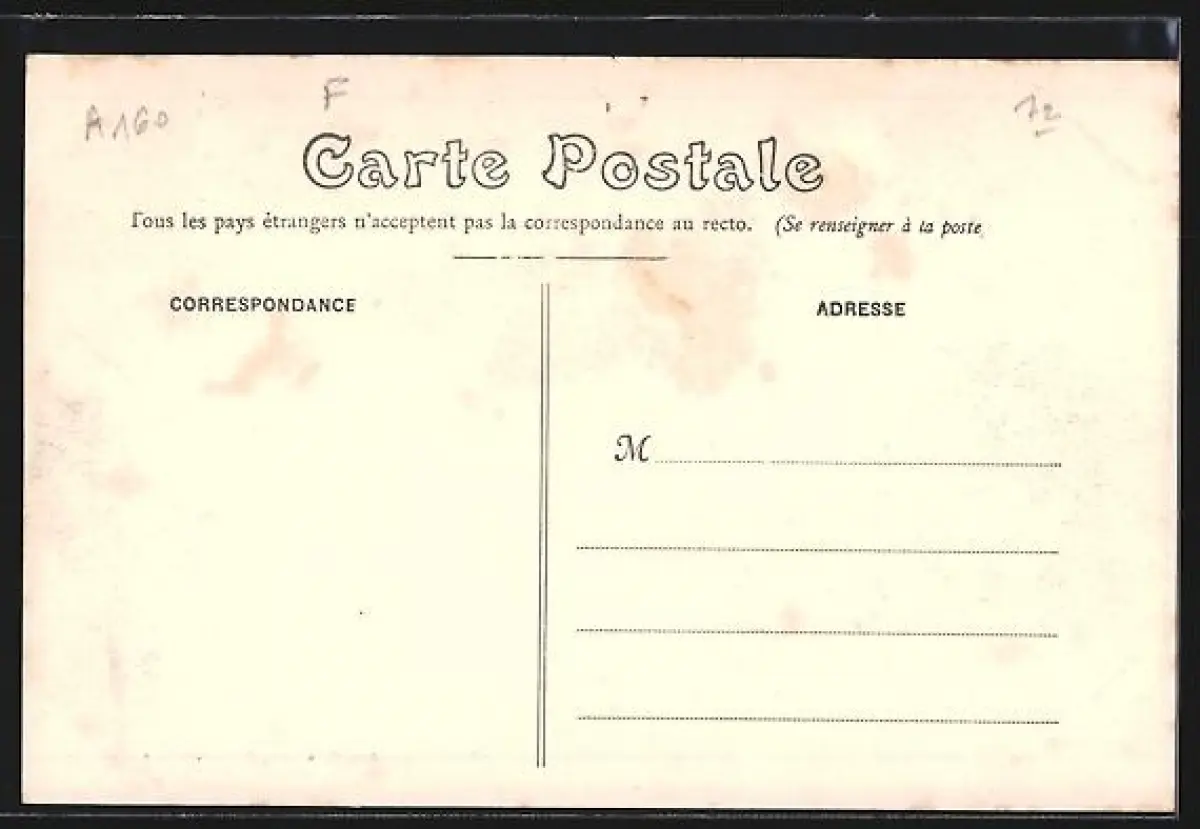 A160 F 12
Carte Postale
Tous les pays étrangers n'acceptent pas la correspondance au recto. (Se renseigner à la poste
CORRESPONDANCE ADRESSE
M